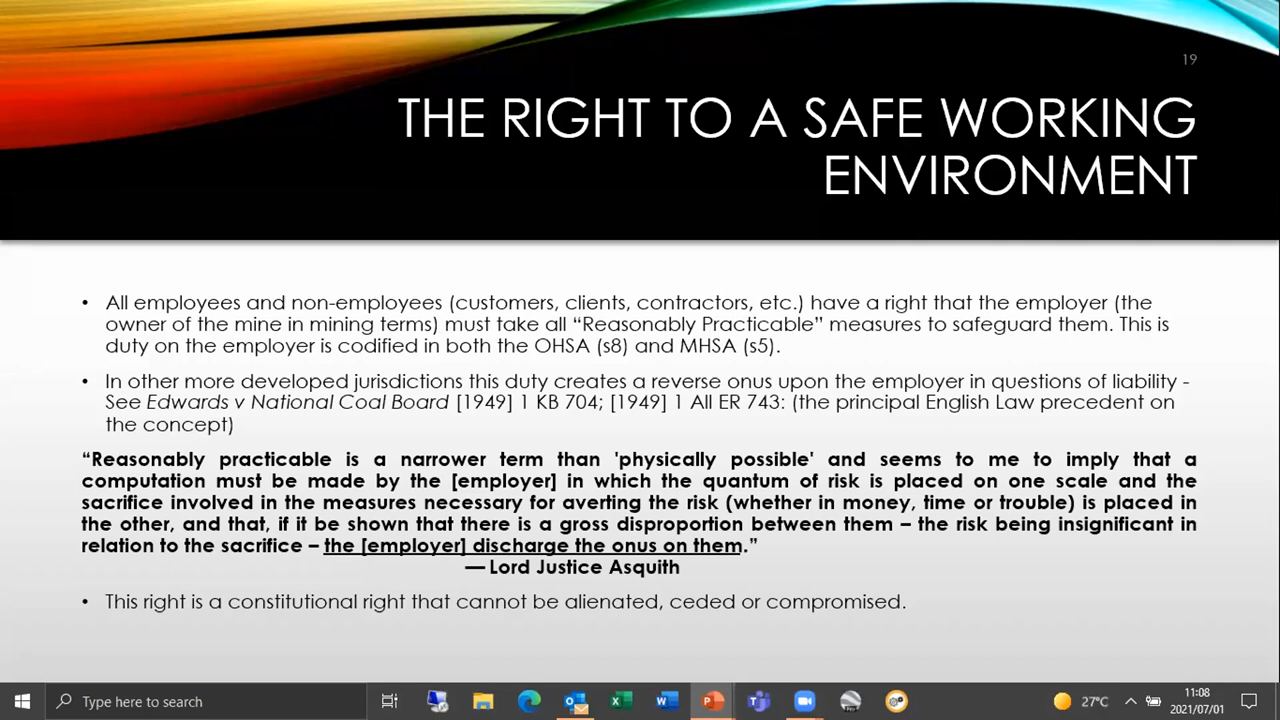 19
THE RIGHT TO A SAFE WORKING
ENVIRONMENT
• All employees and non-employees (customers, clients, contractors, etc.) have a right that the employer (the
owner of the mine in mining terms) must take all “Reasonably Practicable” measures to safeguard them. This is
duty on the employer is codified in both the OHSA (s8) and MHSA (s5).
• In other more developed jurisdictions this duty creates a reverse onus upon the employer in questions of liability -
See Edwards v National Coal Board [1949] 1 KB 704; [1949] 1 All ER 743: (the principal English Law precedent on
the concept)
“Reasonably practicable is a narrower term than 'physically possible' and seems to me to imply that a
computation must be made by the [employer] in which the quantum of risk is placed on one scale and the
sacrifice involved in the measures necessary for averting the risk (whether in money, time or trouble) is placed in
the other, and that, if it be shown that there is a gross disproportion between them – the risk being insignificant in
relation to the sacrifice – the [employer] discharge the onus on them.”
— Lord Justice Asquith
• This right is a constitutional right that cannot be alienated, ceded or compromised.
Type here to search
27°C
11:08
2021/07/01